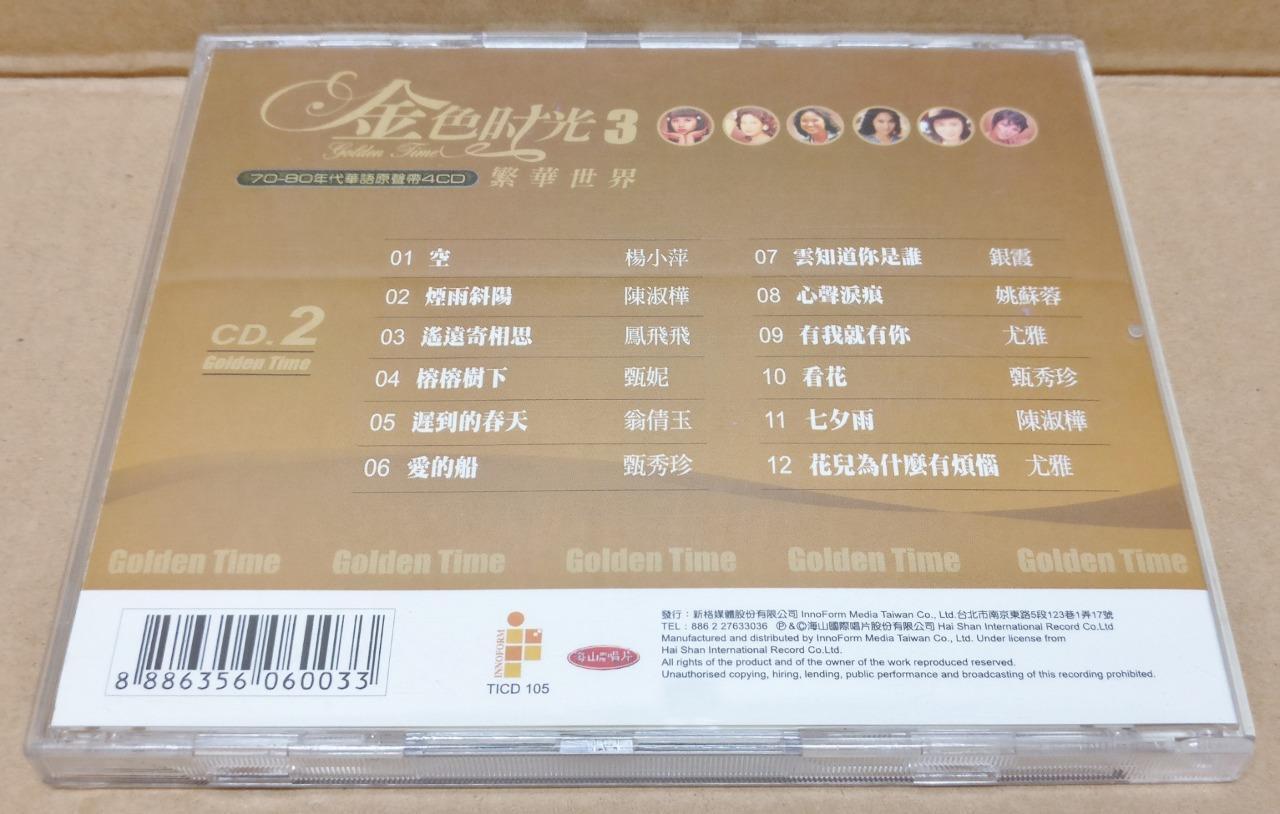 金色时光 3
Golden Time
70-80年代華語原聲帶4CD 繁華世界
CD.2
Golden Time
01 空 楊小萍
02 煙雨斜陽 陳淑樺
03 遙遠寄相思 鳳飛飛
04 榕榕樹下 甄妮
05 遲到的春天 翁倩玉
06 愛的船 甄秀珍
07 雲知道你是誰 銀霞
08 心聲淚痕 姚蘇蓉
09 有我就有你 尤雅
10 看花 甄秀珍
11 七夕雨 陳淑樺
12 花兒為什麼有煩惱 尤雅
Golden Time Golden Time Golden Time Golden Time Golden Time
8 886356 060033
INNOFORM
TICD 105
海山唱片
發行：新格媒體股份有限公司 InnoForm Media Taiwan Co., Ltd.台北市南京東路5段123巷1弄17號
TEL : 886 2 27633036 ℗&©海山國際唱片股份有限公司 Hai Shan International Record Co.Ltd
Manufactured and distributed by InnoForm Media Taiwan Co., Ltd. Under license from
Hai Shan International Record Co.Ltd.
All rights of the product and of the owner of the work reproduced reserved.
Unauthorised copying, hiring, lending, public performance and broadcasting of this recording prohibited.